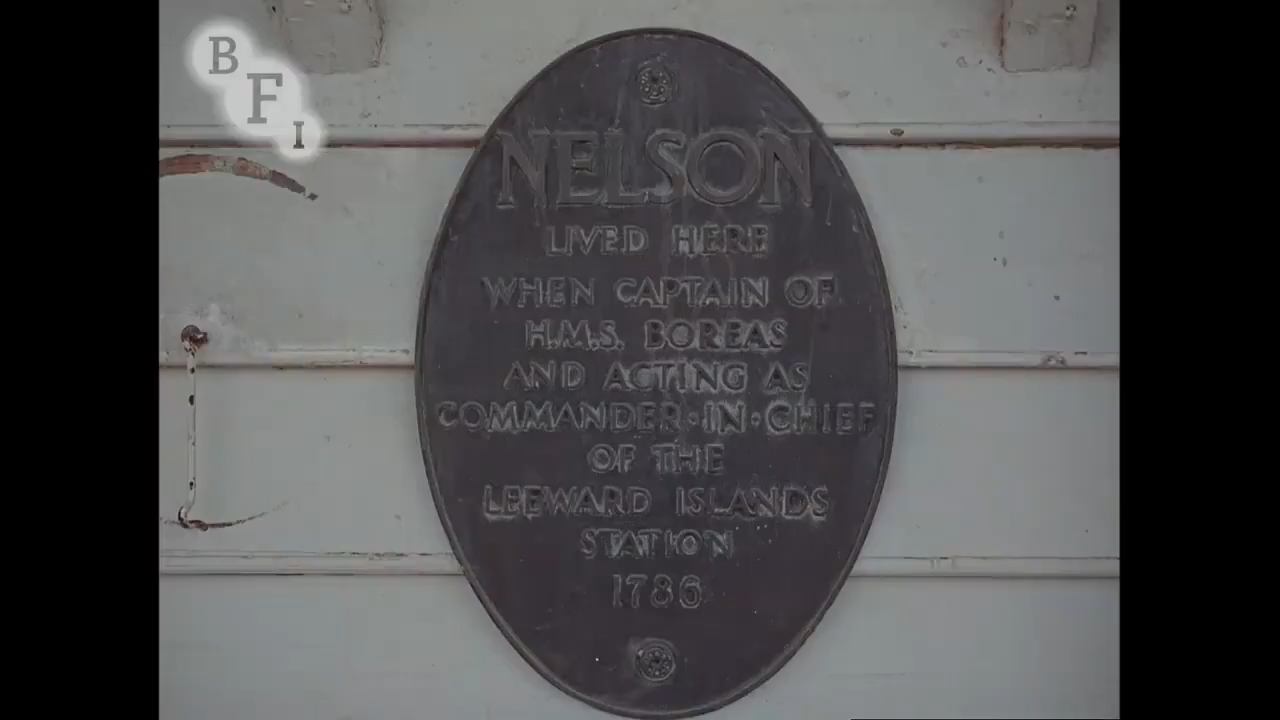 BFI
NELSON
LIVED HERE
WHEN CAPTAIN OF
H.M.S. BOREAS
AND ACTING AS
COMMANDER·IN·CHIEF
OF THE
LEEWARD ISLANDS
STATION
1786